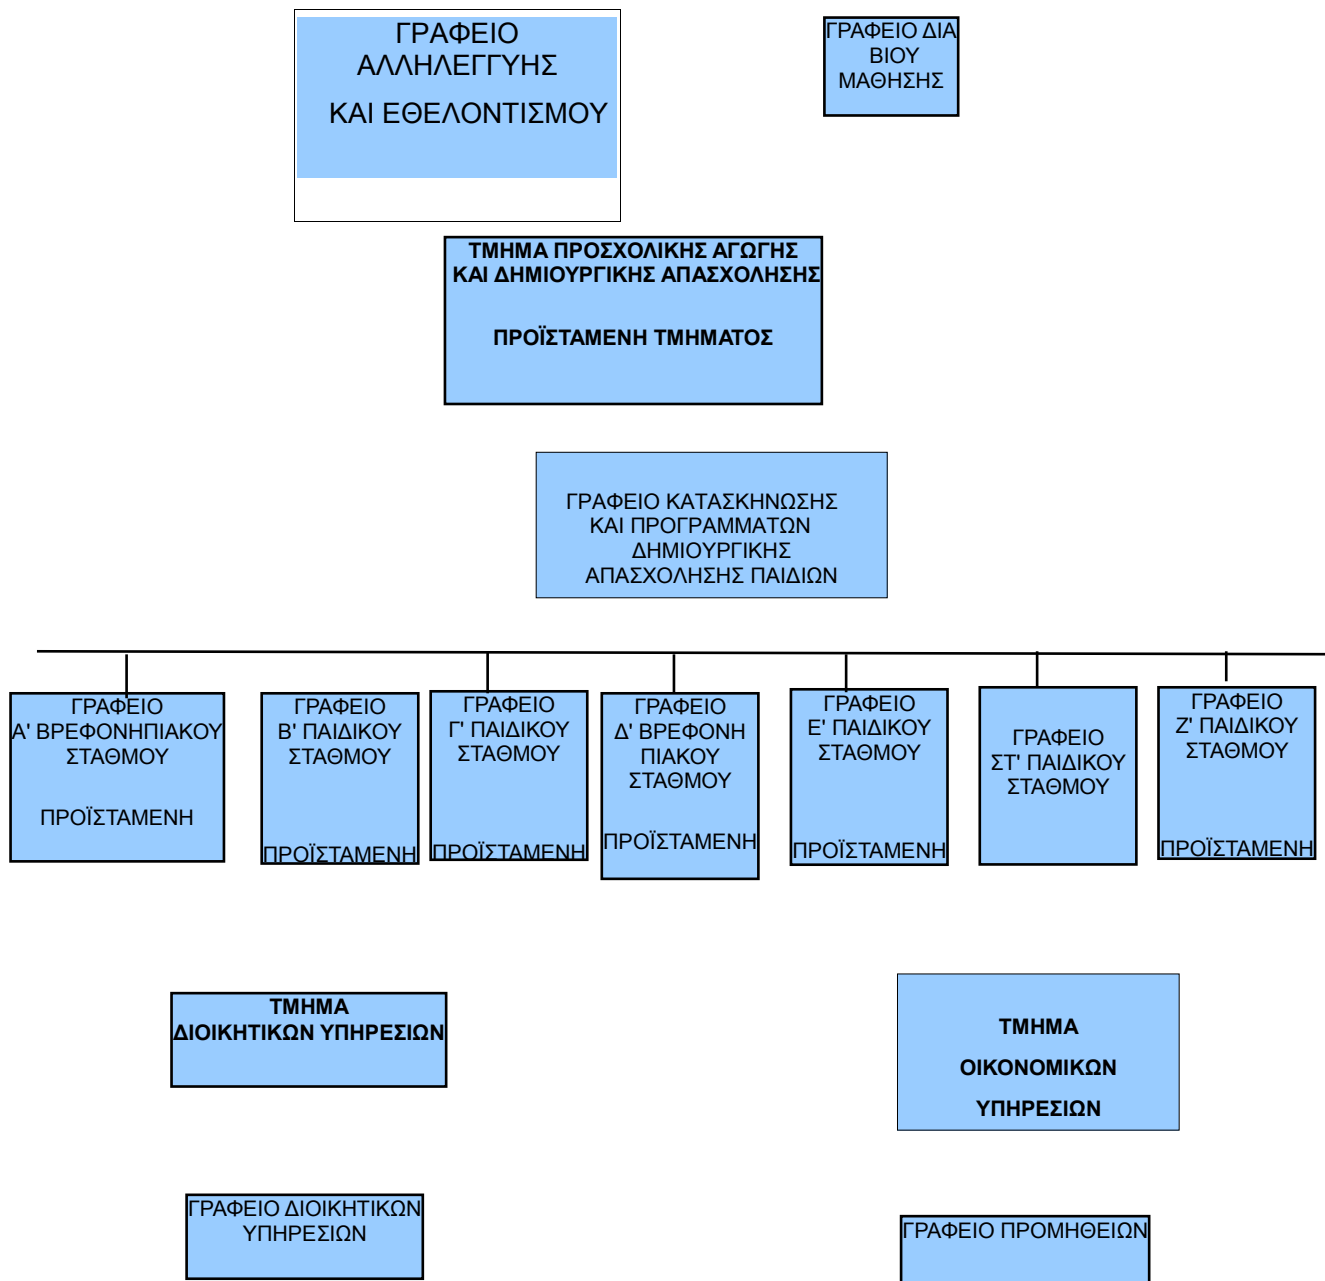 ΓΡΑΦΕΙΟ
ΑΛΛΗΛΕΓΓΥΗΣ
ΚΑΙ ΕΘΕΛΟΝΤΙΣΜΟΥ
ΓΡΑΦΕΙΟ ΔΙΑ
ΒΙΟΥ
ΜΑΘΗΣΗΣ
ΤΜΗΜΑ ΠΡΟΣΧΟΛΙΚΗΣ ΑΓΩΓΗΣ
ΚΑΙ ΔΗΜΙΟΥΡΓΙΚΗΣ ΑΠΑΣΧΟΛΗΣΗΣ
ΠΡΟΪΣΤΑΜΕΝΗ ΤΜΗΜΑΤΟΣ
ΓΡΑΦΕΙΟ ΚΑΤΑΣΚΗΝΩΣΗΣ
ΚΑΙ ΠΡΟΓΡΑΜΜΑΤΩΝ
ΔΗΜΙΟΥΡΓΙΚΗΣ
ΑΠΑΣΧΟΛΗΣΗΣ ΠΑΙΔΙΩΝ
ΓΡΑΦΕΙΟ
Α' ΒΡΕΦΟΝΗΠΙΑΚΟΥ
ΣΤΑΘΜΟΥ
ΠΡΟΪΣΤΑΜΕΝΗ
ΓΡΑΦΕΙΟ
Β' ΠΑΙΔΙΚΟΥ
ΣΤΑΘΜΟΥ
ΠΡΟΪΣΤΑΜΕΝΗ
ΓΡΑΦΕΙΟ
Γ' ΠΑΙΔΙΚΟΥ
ΣΤΑΘΜΟΥ
ΠΡΟΪΣΤΑΜΕΝΗ
ΓΡΑΦΕΙΟ
Δ' ΒΡΕΦΟΝΗ
ΠΙΑΚΟΥ
ΣΤΑΘΜΟΥ
ΠΡΟΪΣΤΑΜΕΝΗ
ΓΡΑΦΕΙΟ
Ε' ΠΑΙΔΙΚΟΥ
ΣΤΑΘΜΟΥ
ΠΡΟΪΣΤΑΜΕΝΗ
ΓΡΑΦΕΙΟ
ΣΤ' ΠΑΙΔΙΚΟΥ
ΣΤΑΘΜΟΥ
ΓΡΑΦΕΙΟ
Ζ' ΠΑΙΔΙΚΟΥ
ΣΤΑΘΜΟΥ
ΠΡΟΪΣΤΑΜΕΝΗ
ΤΜΗΜΑ
ΔΙΟΙΚΗΤΙΚΩΝ ΥΠΗΡΕΣΙΩΝ
ΤΜΗΜΑ
ΟΙΚΟΝΟΜΙΚΩΝ
ΥΠΗΡΕΣΙΩΝ
ΓΡΑΦΕΙΟ ΔΙΟΙΚΗΤΙΚΩΝ
ΥΠΗΡΕΣΙΩΝ
ΓΡΑΦΕΙΟ ΠΡΟΜΗΘΕΙΩΝ